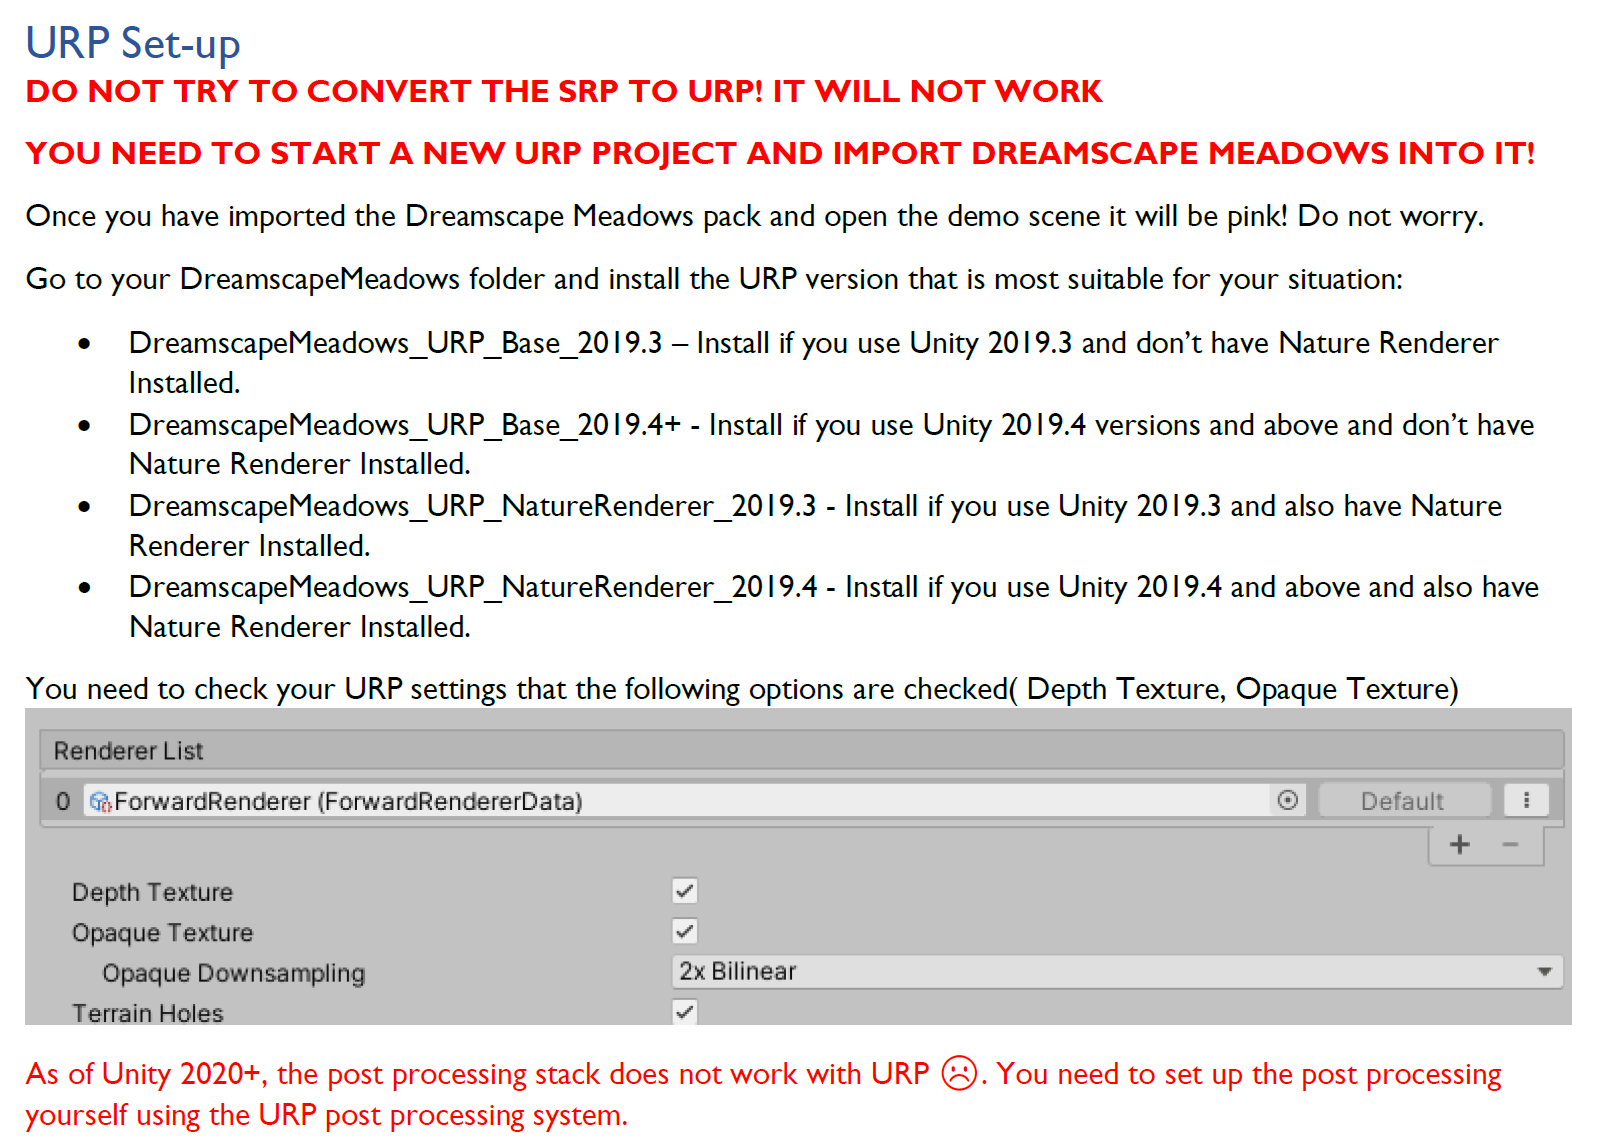 URP Set-up
DO NOT TRY TO CONVERT THE SRP TO URP! IT WILL NOT WORK
YOU NEED TO START A NEW URP PROJECT AND IMPORT DREAMSCAPE MEADOWS INTO IT!
Once you have imported the Dreamscape Meadows pack and open the demo scene it will be pink! Do not worry.
Go to your DreamscapeMeadows folder and install the URP version that is most suitable for your situation:
• DreamscapeMeadows_URP_Base_2019.3 – Install if you use Unity 2019.3 and don’t have Nature Renderer
Installed.
• DreamscapeMeadows_URP_Base_2019.4+ - Install if you use Unity 2019.4 versions and above and don’t have
Nature Renderer Installed.
• DreamscapeMeadows_URP_NatureRenderer_2019.3 - Install if you use Unity 2019.3 and also have Nature
Renderer Installed.
• DreamscapeMeadows_URP_NatureRenderer_2019.4 - Install if you use Unity 2019.4 and above and also have
Nature Renderer Installed.
You need to check your URP settings that the following options are checked( Depth Texture, Opaque Texture)
Renderer List
0 ForwardRenderer (ForwardRendererData) Default
+ −
Depth Texture
Opaque Texture
Opaque Downsampling 2x Bilinear
Terrain Holes
As of Unity 2020+, the post processing stack does not work with URP ☹. You need to set up the post processing
yourself using the URP post processing system.